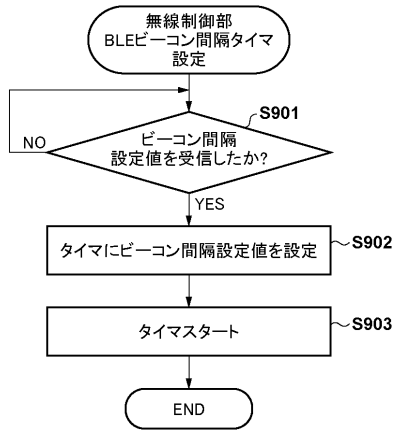 無線制御部
BLEビーコン間隔タイマ
設定
S901
ビーコン間隔
設定値を受信したか?
NO
YES
タイマにビーコン間隔設定値を設定
S902
タイマスタート
S903
END